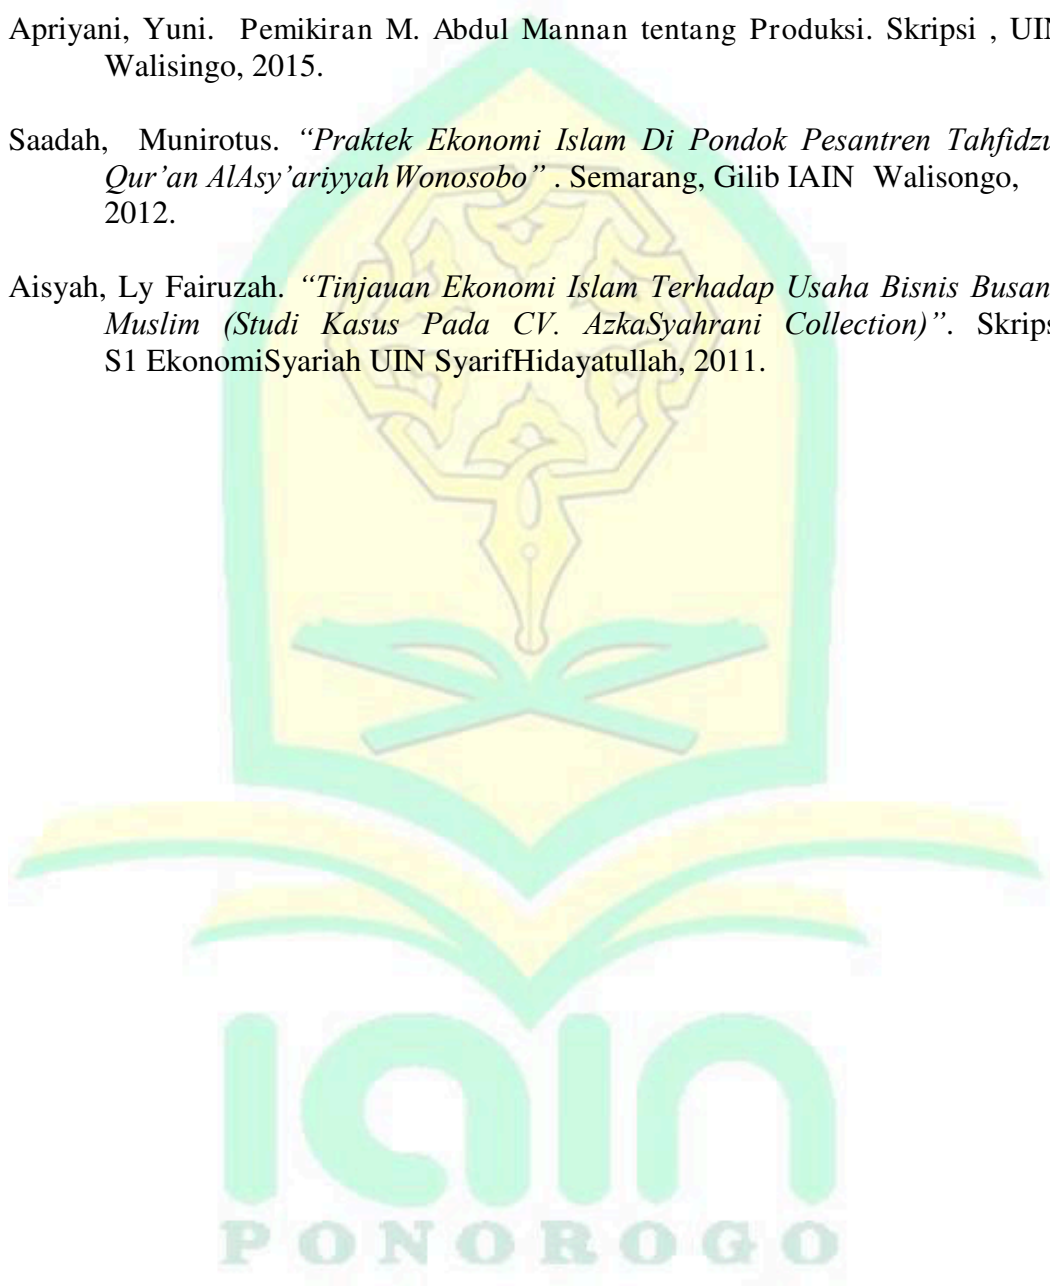 Apriyani, Yuni. Pemikiran M. Abdul Mannan tentang Produksi. Skripsi , UIN
Walisingo, 2015.
Saadah, Munirotus. “Praktek Ekonomi Islam Di Pondok Pesantren Tahfidzu
Qur’an AlAsy’ariyyah Wonosobo” . Semarang, Gilib IAIN Walisongo,
2012.
Aisyah, Ly Fairuzah. “Tinjauan Ekonomi Islam Terhadap Usaha Bisnis Busan
Muslim (Studi Kasus Pada CV. AzkaSyahrani Collection)”. Skrips
S1 EkonomiSyariah UIN SyarifHidayatullah, 2011.
iain
PONOROGO